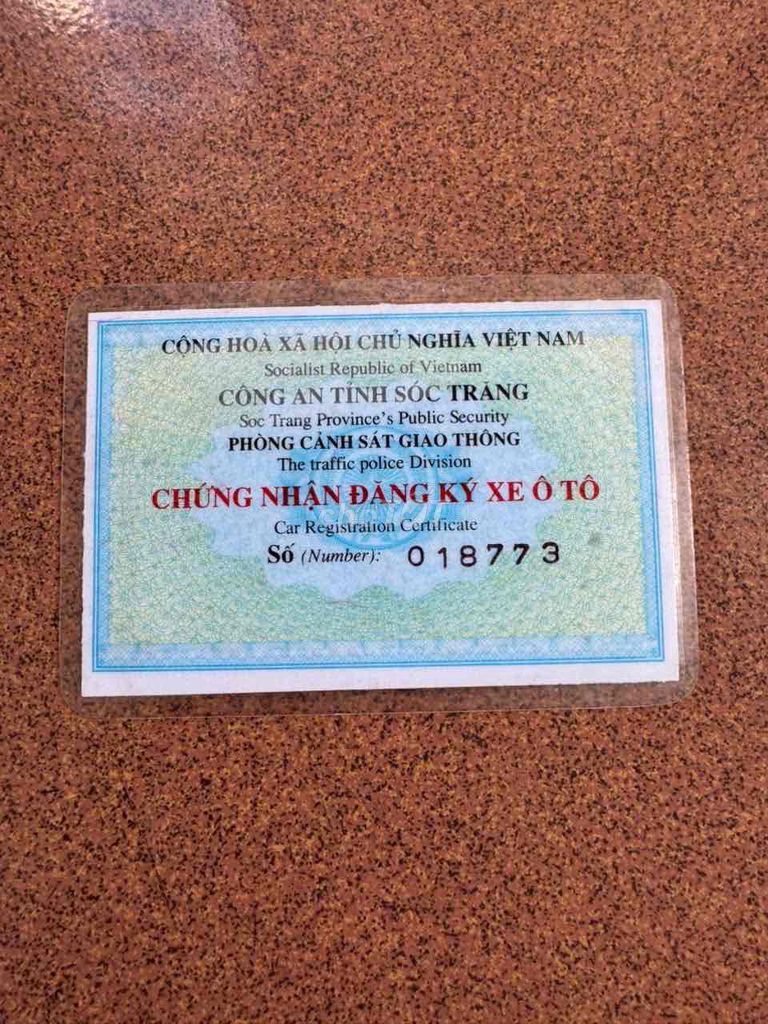 CỘNG HOÀ XÃ HỘI CHỦ NGHĨA VIỆT NAM
Socialist Republic of Vietnam
CÔNG AN TỈNH SÓC TRĂNG
Soc Trang Province's Public Security
PHÒNG CẢNH SÁT GIAO THÔNG
The traffic police Division
CHỨNG NHẬN ĐĂNG KÝ XE Ô TÔ
Car Registration Certificate
Số (Number): 018773